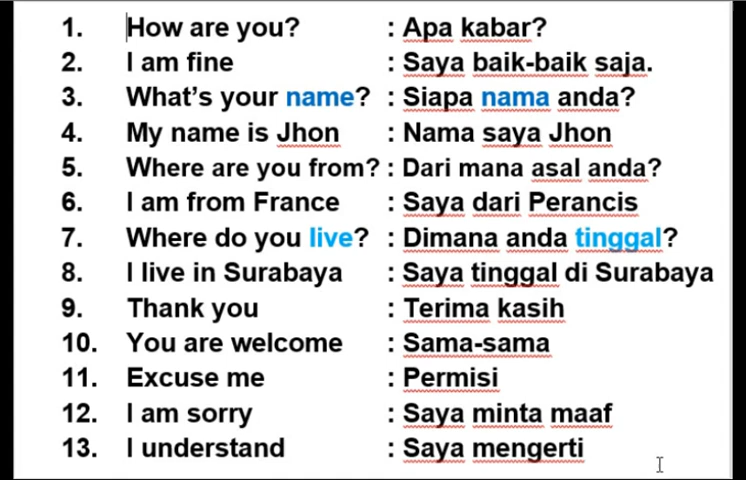 1. How are you? : Apa kabar?
2. I am fine : Saya baik-baik saja.
3. What's your name? : Siapa nama anda?
4. My name is Jhon : Nama saya Jhon
5. Where are you from? : Dari mana asal anda?
6. I am from France : Saya dari Perancis
7. Where do you live? : Dimana anda tinggal?
8. I live in Surabaya : Saya tinggal di Surabaya
9. Thank you : Terima kasih
10. You are welcome : Sama-sama
11. Excuse me : Permisi
12. I am sorry : Saya minta maaf
13. I understand : Saya mengerti